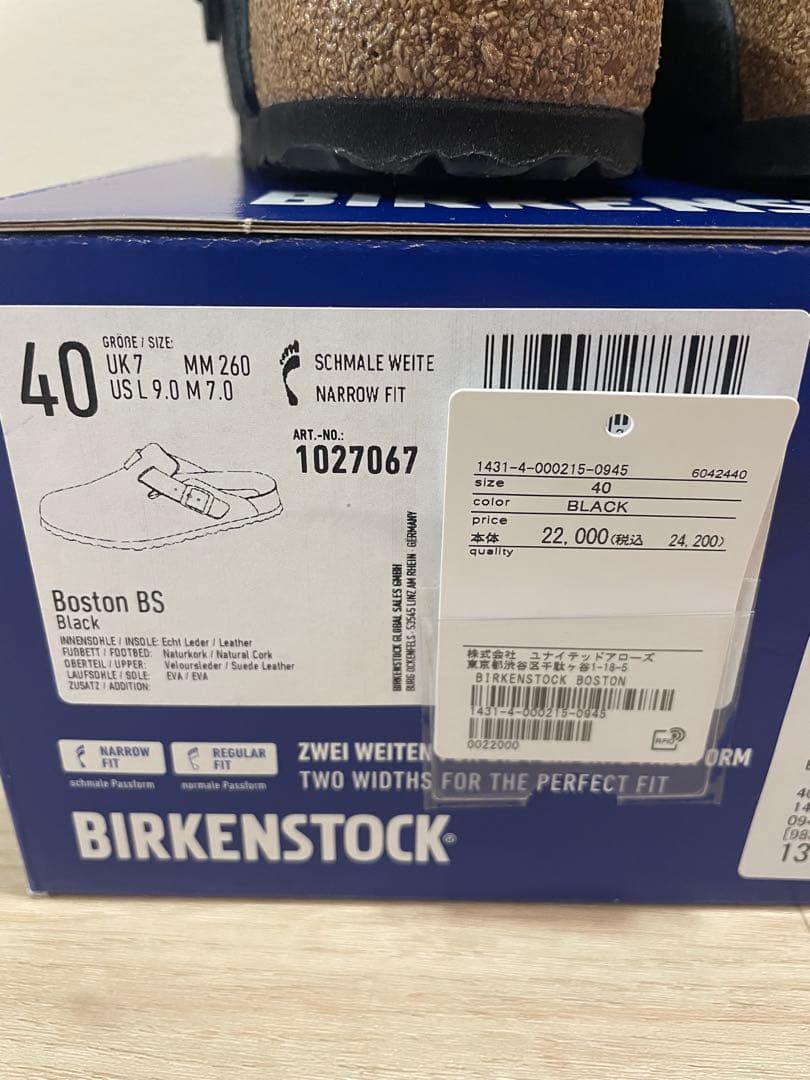 40
GRÖẞE / SIZE:
UK 7 MM 260
US L 9.0 M 7.0
SCHMALE WEITE
NARROW FIT
ART.-NO.:
1027067
Boston BS
Black
INNENSOHLE / INSOLE: Echt Leder / Leather
FUẞBETT / FOOTBED: Naturkork / Natural Cork
OBERTEIL / UPPER: Veloursleder / Suede Leather
LAUFSOHLE / SOLE: EVA / EVA
ZUSATZ / ADDITION:
BIRKENSTOCK GLOBAL SALES GMBH
BURG OCKENFELS - 53545 LINZ AM RHEIN - GERMANY
1431-4-000215-0945 6042440
size 40
color BLACK
price
本体 22,000(税込 24,200)
quality
株式会社 ユナイテッドアローズ
東京都渋谷区千駄ヶ谷1-18-5
BIRKENSTOCK BOSTON
1431-4-000215-0945
0022000
RFID
NARROW FIT
schmale Passform
REGULAR FIT
normale Passform
ZWEI WEITEN
TWO WIDTHS FOR THE PERFECT FIT
BIRKENSTOCK